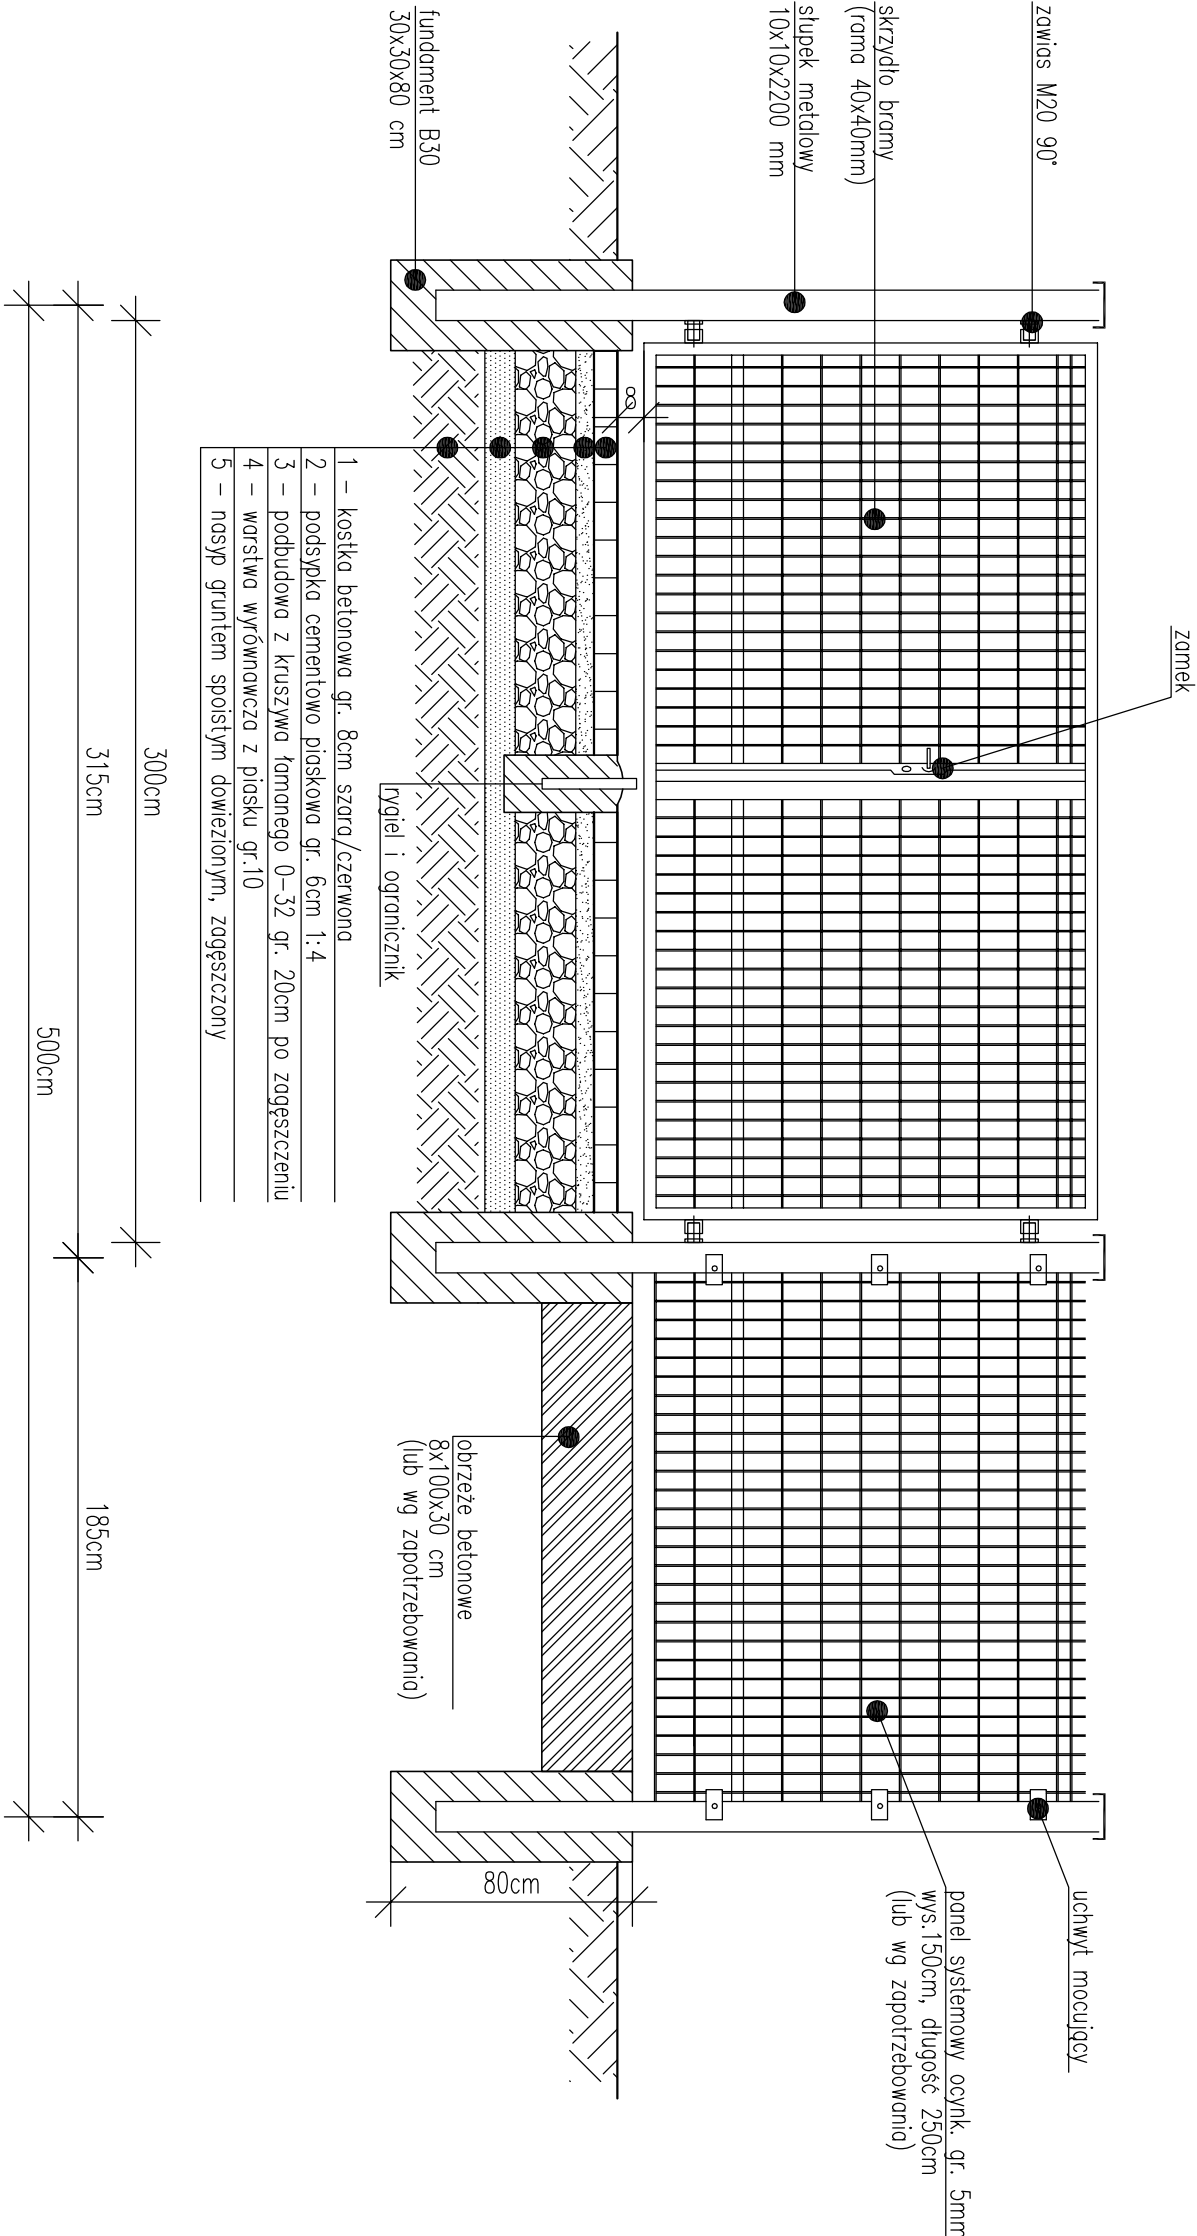 zamek
zawias M20 90°
skrzydło bramy
(rama 40x40mm)
słupek metalowy
10x10x2200 mm
fundament B30
30x30x80 cm
uchwyt mocujący
panel systemowy ocynk. gr. 5mm
wys.150cm, długość 250cm
(lub wg zapotrzebowania)
8
80cm
rygiel i ogranicznik
obrzeże betonowe
8x100x30 cm
(lub wg zapotrzebowania)
1 - kostka betonowa gr. 8cm szara/czerwona
2 - podsypka cementowo piaskowa gr. 6cm 1:4
3 - podbudowa z kruszywa łamanego 0-32 gr. 20cm po zagęszczeniu
4 - warstwa wyrównawcza z piasku gr.10
5 - nasyp gruntem spoistym dowiezionym, zagęszczony
300cm
315cm
185cm
500cm